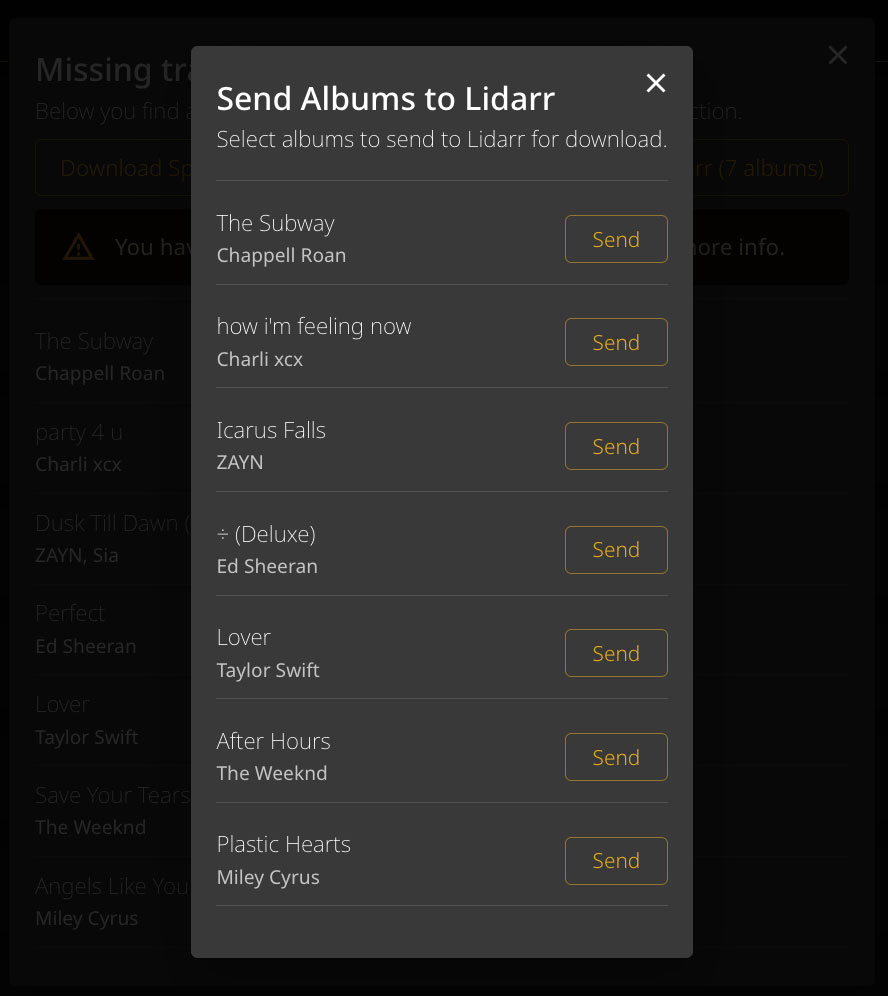 Missing tra
Below you find a
ction.
Download Sp
rr (7 albums)
You hav
nore info.
The Subway
Chappell Roan
party 4 u
Charli xcx
Dusk Till Dawn (
ZAYN, Sia
Perfect
Ed Sheeran
Lover
Taylor Swift
Save Your Tears
The Weeknd
Angels Like You
Miley Cyrus
Send Albums to Lidarr
Select albums to send to Lidarr for download.
The Subway
Chappell Roan
Send
how i'm feeling now
Charli xcx
Send
Icarus Falls
ZAYN
Send
÷ (Deluxe)
Ed Sheeran
Send
Lover
Taylor Swift
Send
After Hours
The Weeknd
Send
Plastic Hearts
Miley Cyrus
Send